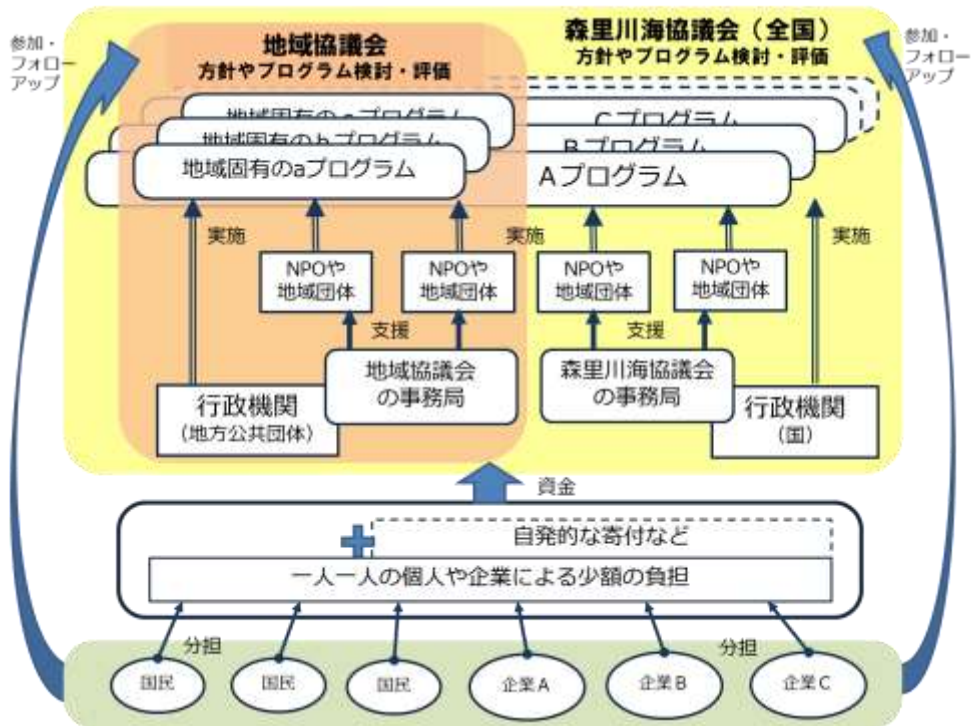 参加・
フォロー
アップ
地域協議会
方針やプログラム検討・評価
森里川海協議会（全国）
方針やプログラム検討・評価
参加・
フォロー
アップ
地域固有のcプログラム
Cプログラム
地域固有のbプログラム
Bプログラム
地域固有のaプログラム
Aプログラム
実施
実施
実施
NPOや
地域団体
NPOや
地域団体
NPOや
地域団体
NPOや
地域団体
支援
支援
地域協議会
の事務局
森里川海協議会
の事務局
行政機関
（地方公共団体）
行政機関
（国）
資金
自発的な寄付など
一人一人の個人や企業による少額の負担
分担
分担
国民
国民
国民
企業A
企業B
企業C